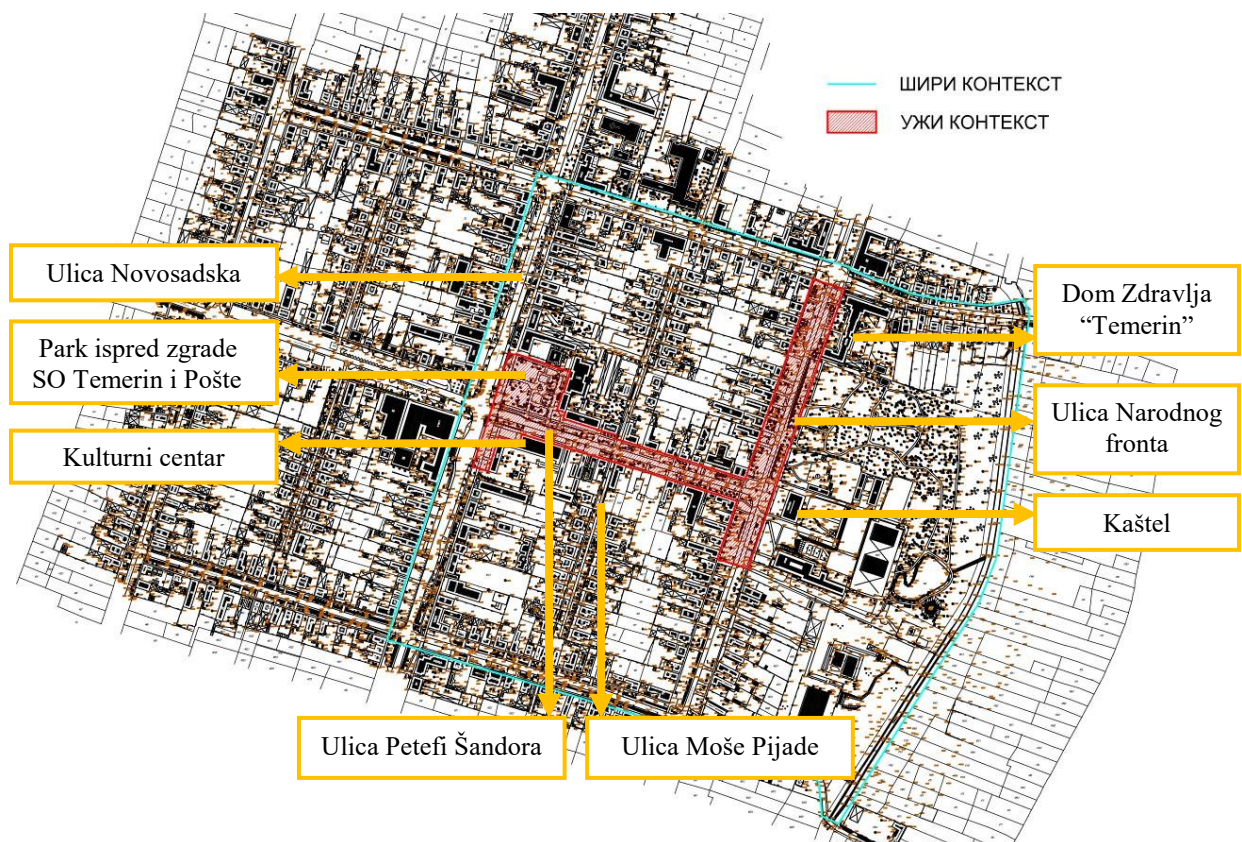 ШИРИ КОНТЕКСТ
УЖИ КОНТЕКСТ
Ulica Novosadska
Park ispred zgrade
SO Temerin i Pošte
Kulturni centar
Dom Zdravlja
“Temerin”
Ulica Narodnog
fronta
Kaštel
Ulica Petefi Šandora
Ulica Moše Pijade